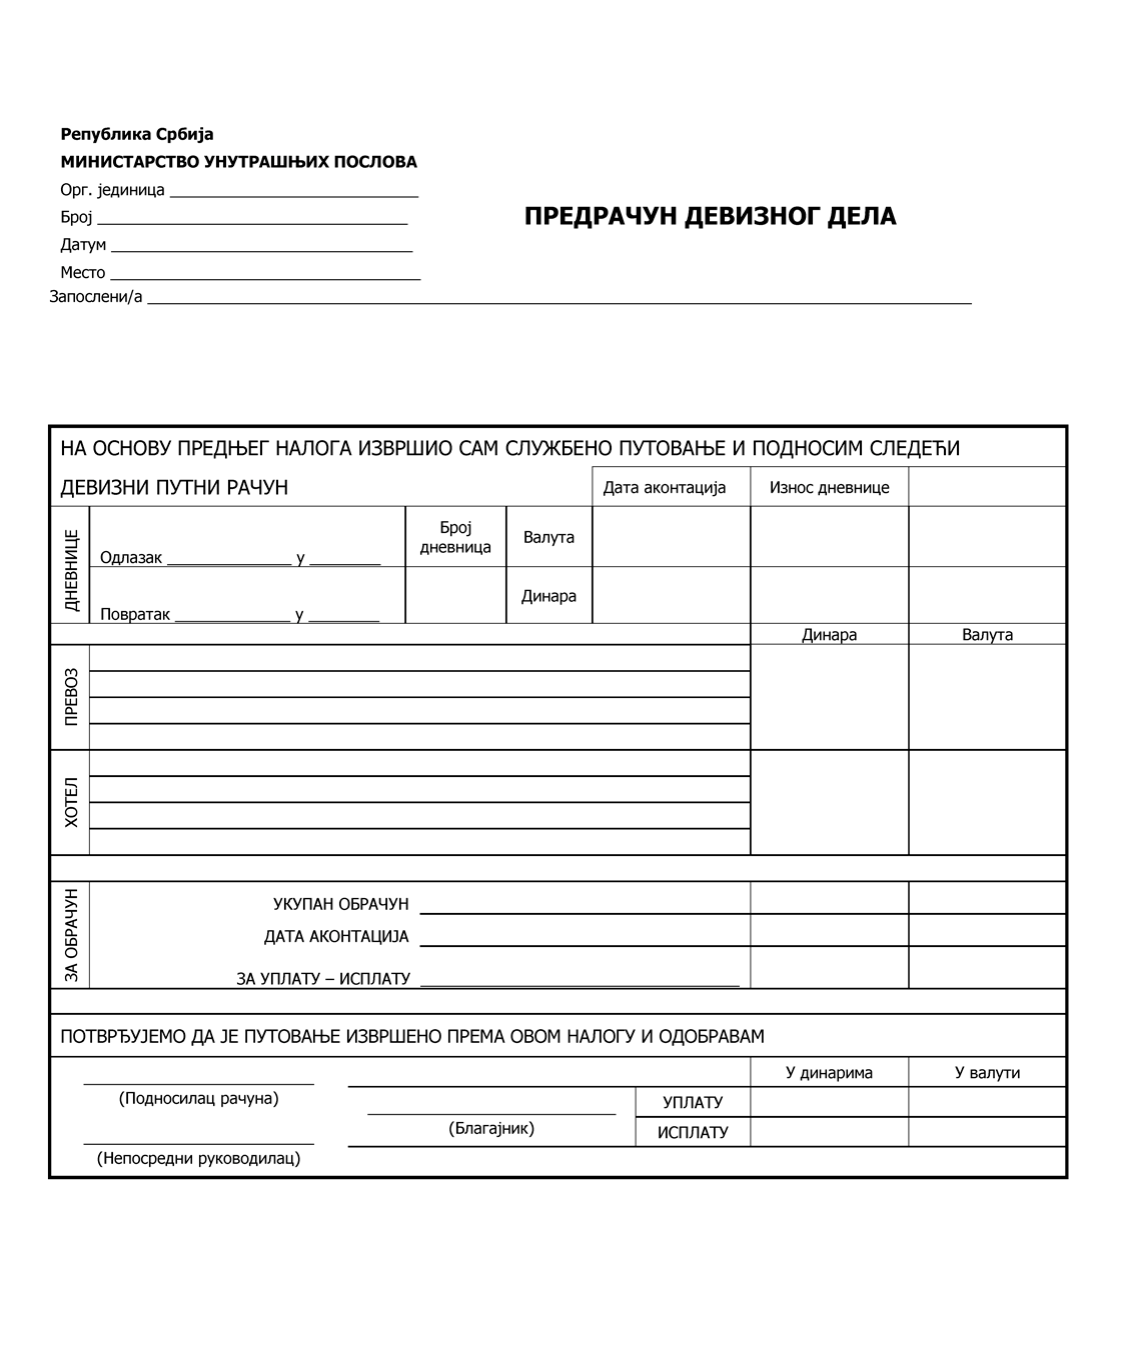 Република Србија
МИНИСТАРСТВО УНУТРАШЊИХ ПОСЛОВА
Орг. јединица
Број
ПРЕДРАЧУН ДЕВИЗНОГ ДЕЛА
Датум
Место
Запослени/а
НА ОСНОВУ ПРЕДЊЕГ НАЛОГА ИЗВРШИО САМ СЛУЖБЕНО ПУТОВАЊЕ И ПОДНОСИМ СЛЕДЕЋИ
ДЕВИЗНИ ПУТНИ РАЧУН
Дата аконтација
Износ дневнице
ДНЕВНИЦЕ
Одлазак у
Број
дневница
Валута
Повратак у
Динара
Динара
Валута
ПРЕВОЗ
ХОТЕЛ
ЗА ОБРАЧУН
УКУПАН ОБРАЧУН
ДАТА АКОНТАЦИЈА
ЗА УПЛАТУ – ИСПЛАТУ
ПОТВРЂУЈЕМО ДА ЈЕ ПУТОВАЊЕ ИЗВРШЕНО ПРЕМА ОВОМ НАЛОГУ И ОДОБРАВАМ
У динарима
У валути
(Подносилац рачуна)
УПЛАТУ
(Благајник)
ИСПЛАТУ
(Непосредни руководилац)